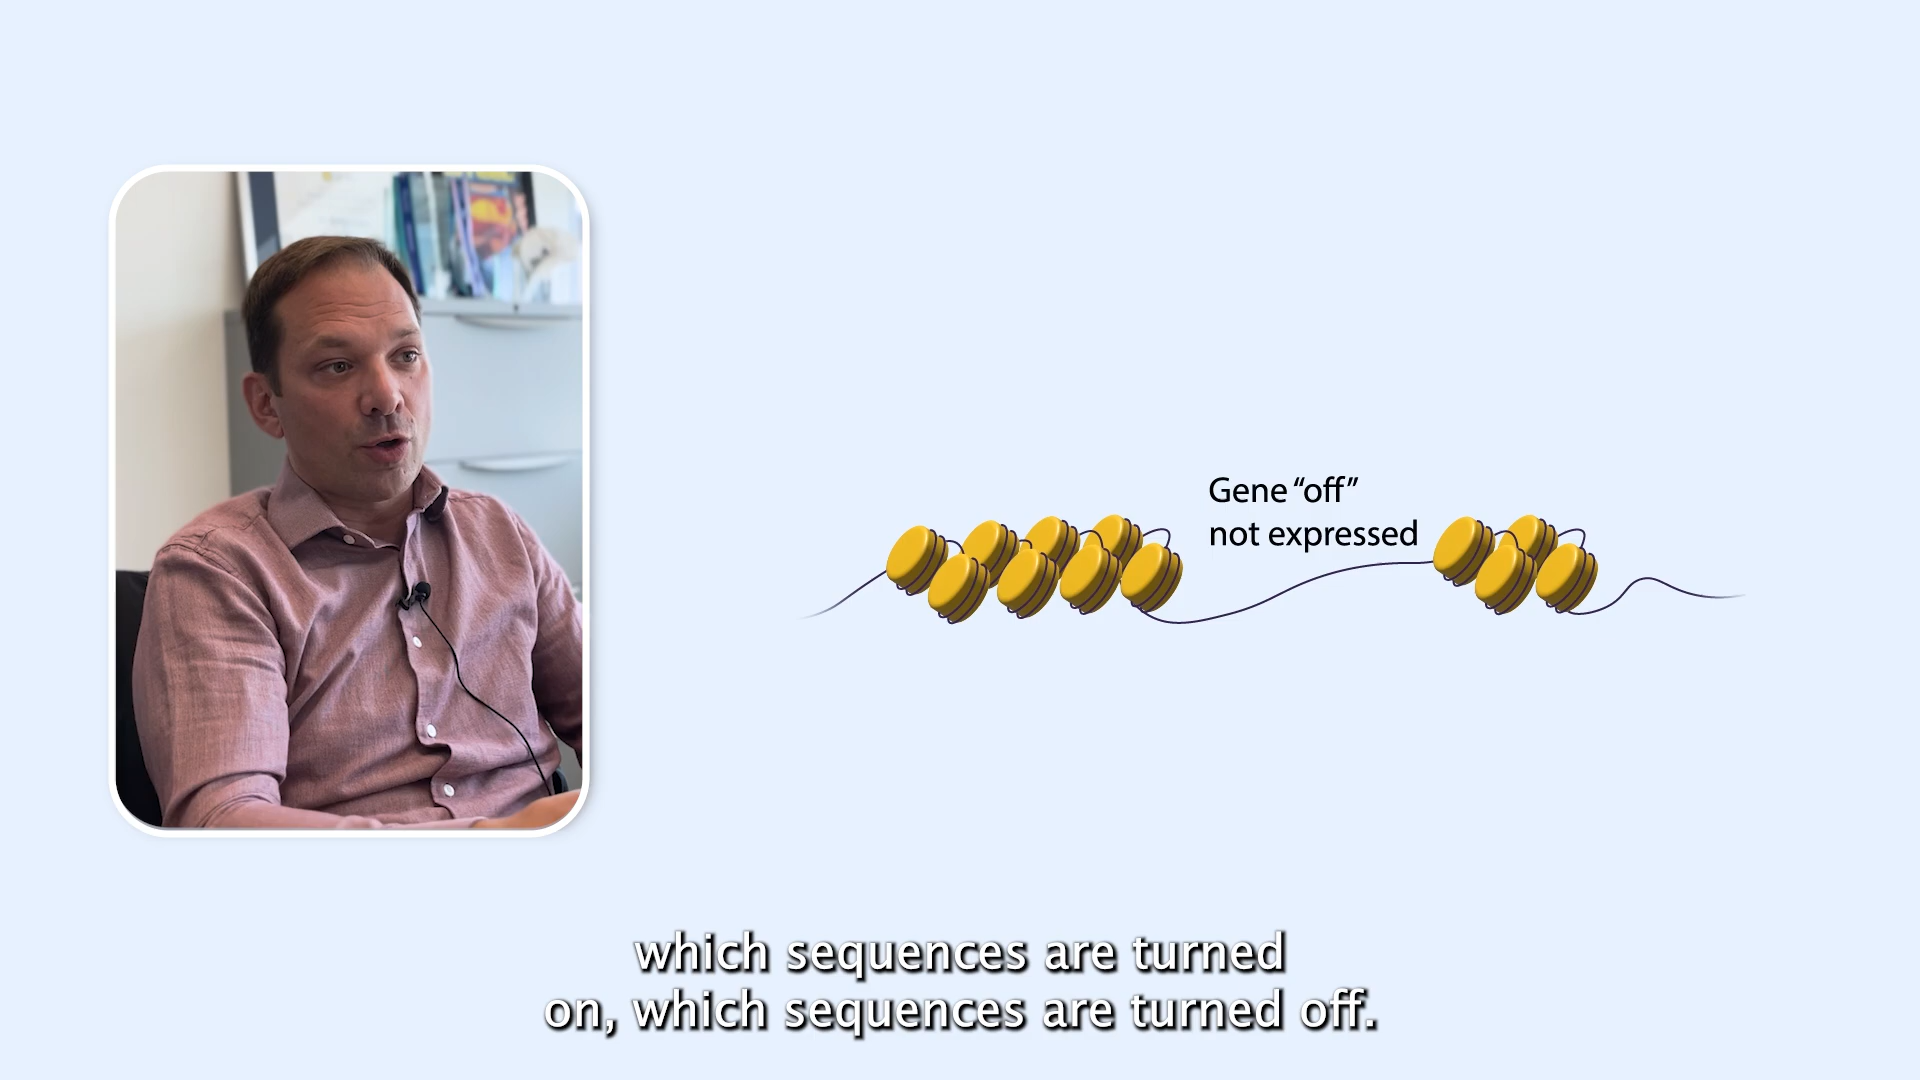 Gene “off”
not expressed
which sequences are turned
on, which sequences are turned off.